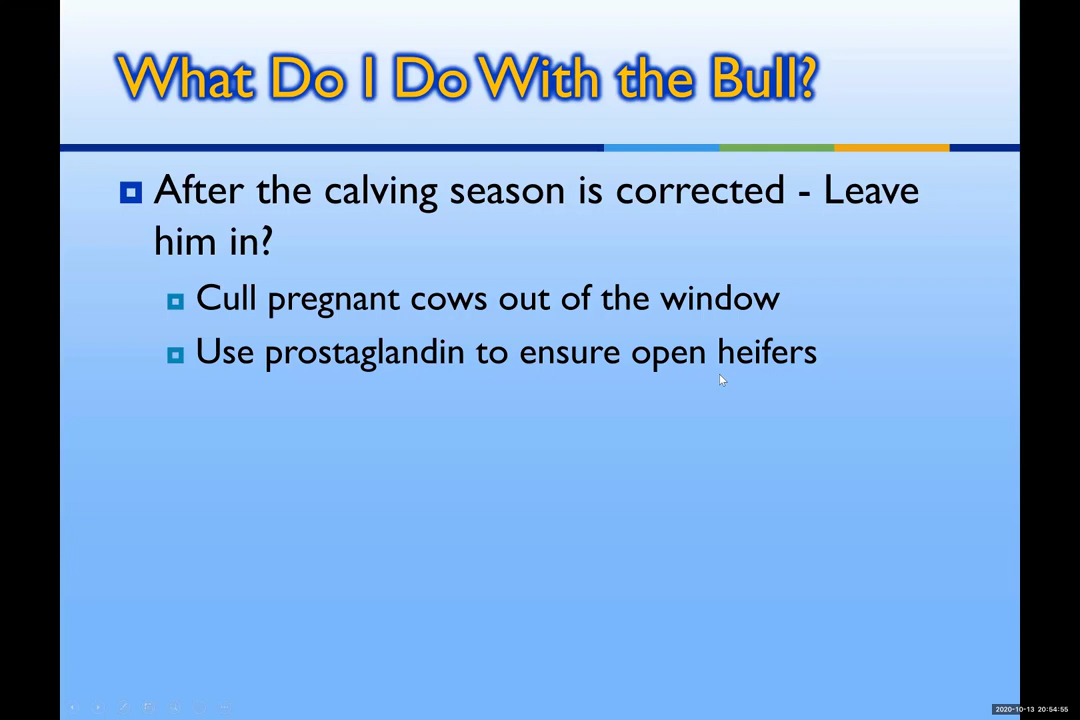 What Do I Do With the Bull?
After the calving season is corrected - Leave
him in?
Cull pregnant cows out of the window
Use prostaglandin to ensure open heifers
2020-10-13 20:54:55